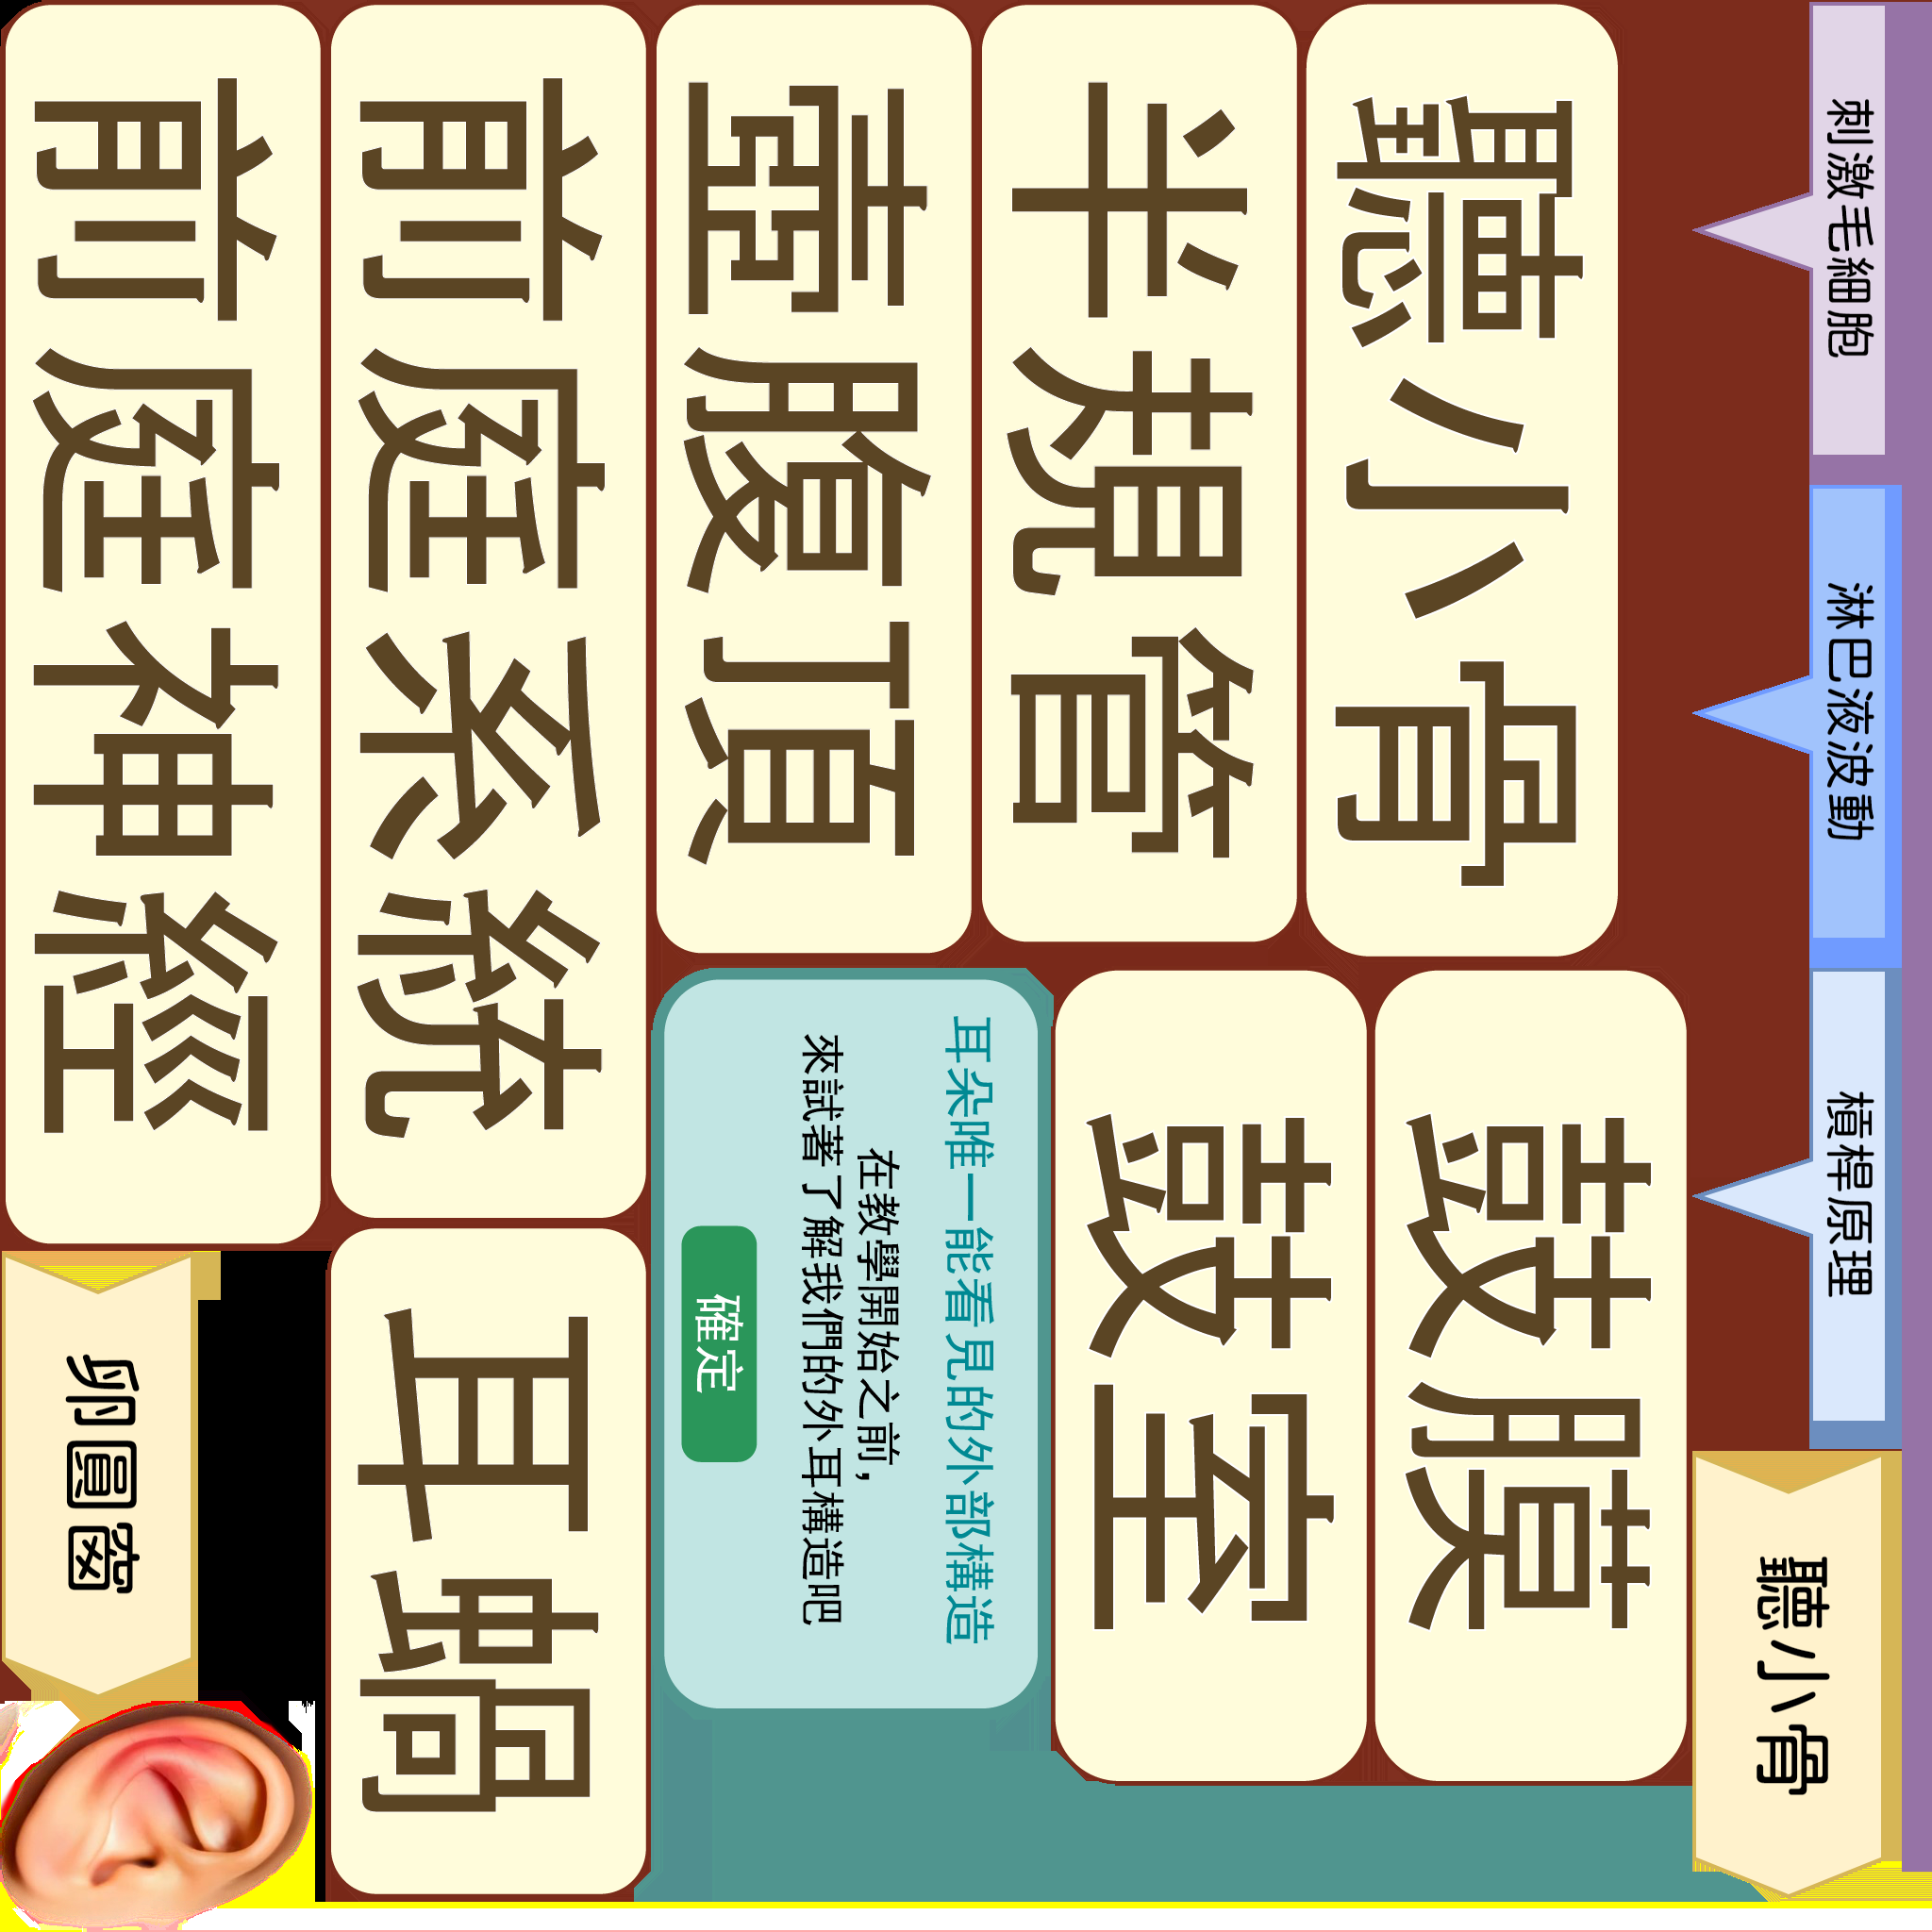 刺激毛細胞
淋巴液波動
槓桿原理
聽小骨
聽小骨
鼓膜
半規管
鼓室
壺腹頂
耳朵唯一能看見的外部構造
在教學開始之前，
來試著了解我們的外耳構造吧
確定
前庭系統
耳蝸
前庭神經
卵圓窗